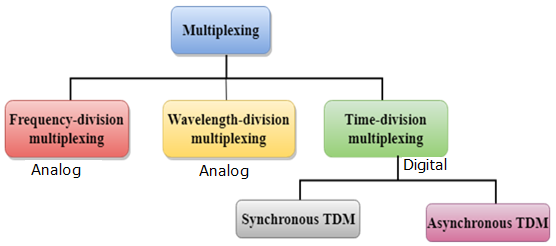 Multiplexing
Frequency-division
multiplexing
Wavelength-division
multiplexing
Time-division
multiplexing
Analog
Analog
Digital
Synchronous TDM
Asynchronous TDM